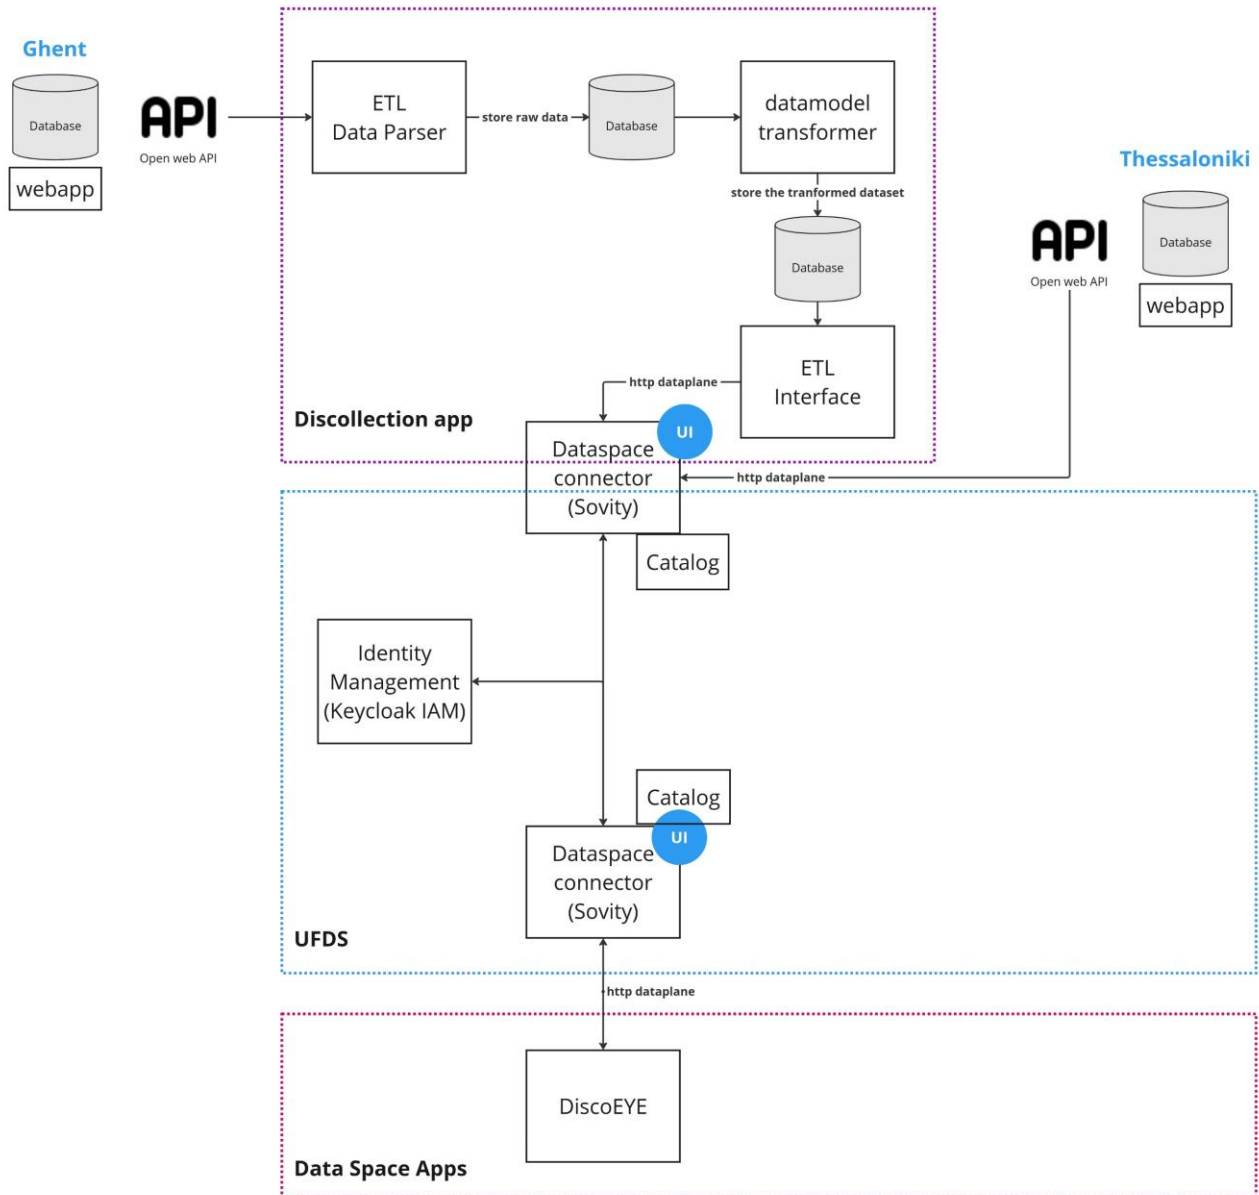 Ghent
Database
webapp
API
Open web API
ETL
Data Parser
store raw data
Database
datamodel
transformer
store the tranformed dataset
Database
ETL
Interface
http dataplane
Discollection app
Thessaloniki
API
Open web API
Database
webapp
UI
Dataspace
connector
(Sovity)
http dataplane
Catalog
Identity
Management
(Keycloak IAM)
Catalog
UI
Dataspace
connector
(Sovity)
UFDS
http dataplane
DiscoEYE
Data Space Apps